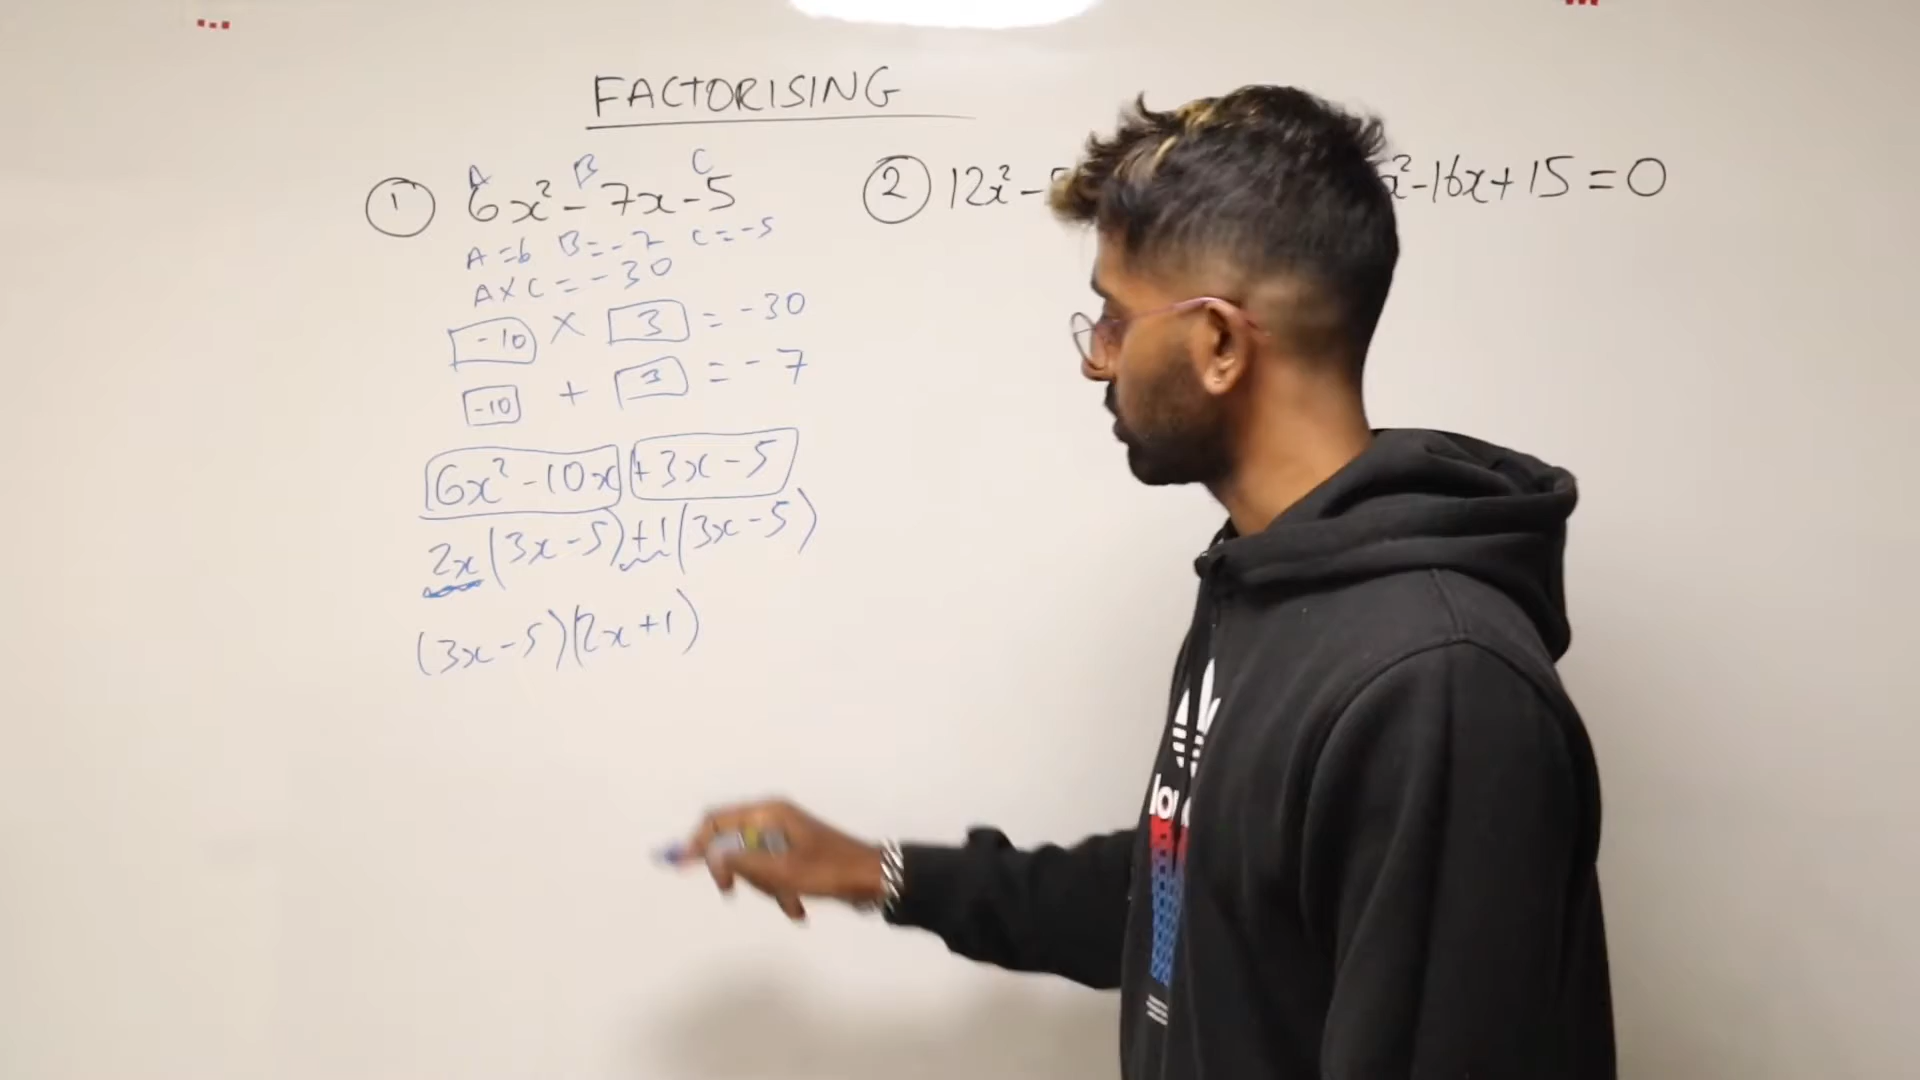 FACTORISING
A B C
① 6x² - 7x - 5
A = 6 B = -7 C = -5
A × C = -30
-10 × 3 = -30
-10 + 3 = -7
6x² - 10x + 3x - 5
2x(3x - 5) + 1(3x - 5)
(3x - 5)(2x + 1)
② 12x² -
x² - 16x + 15 = 0